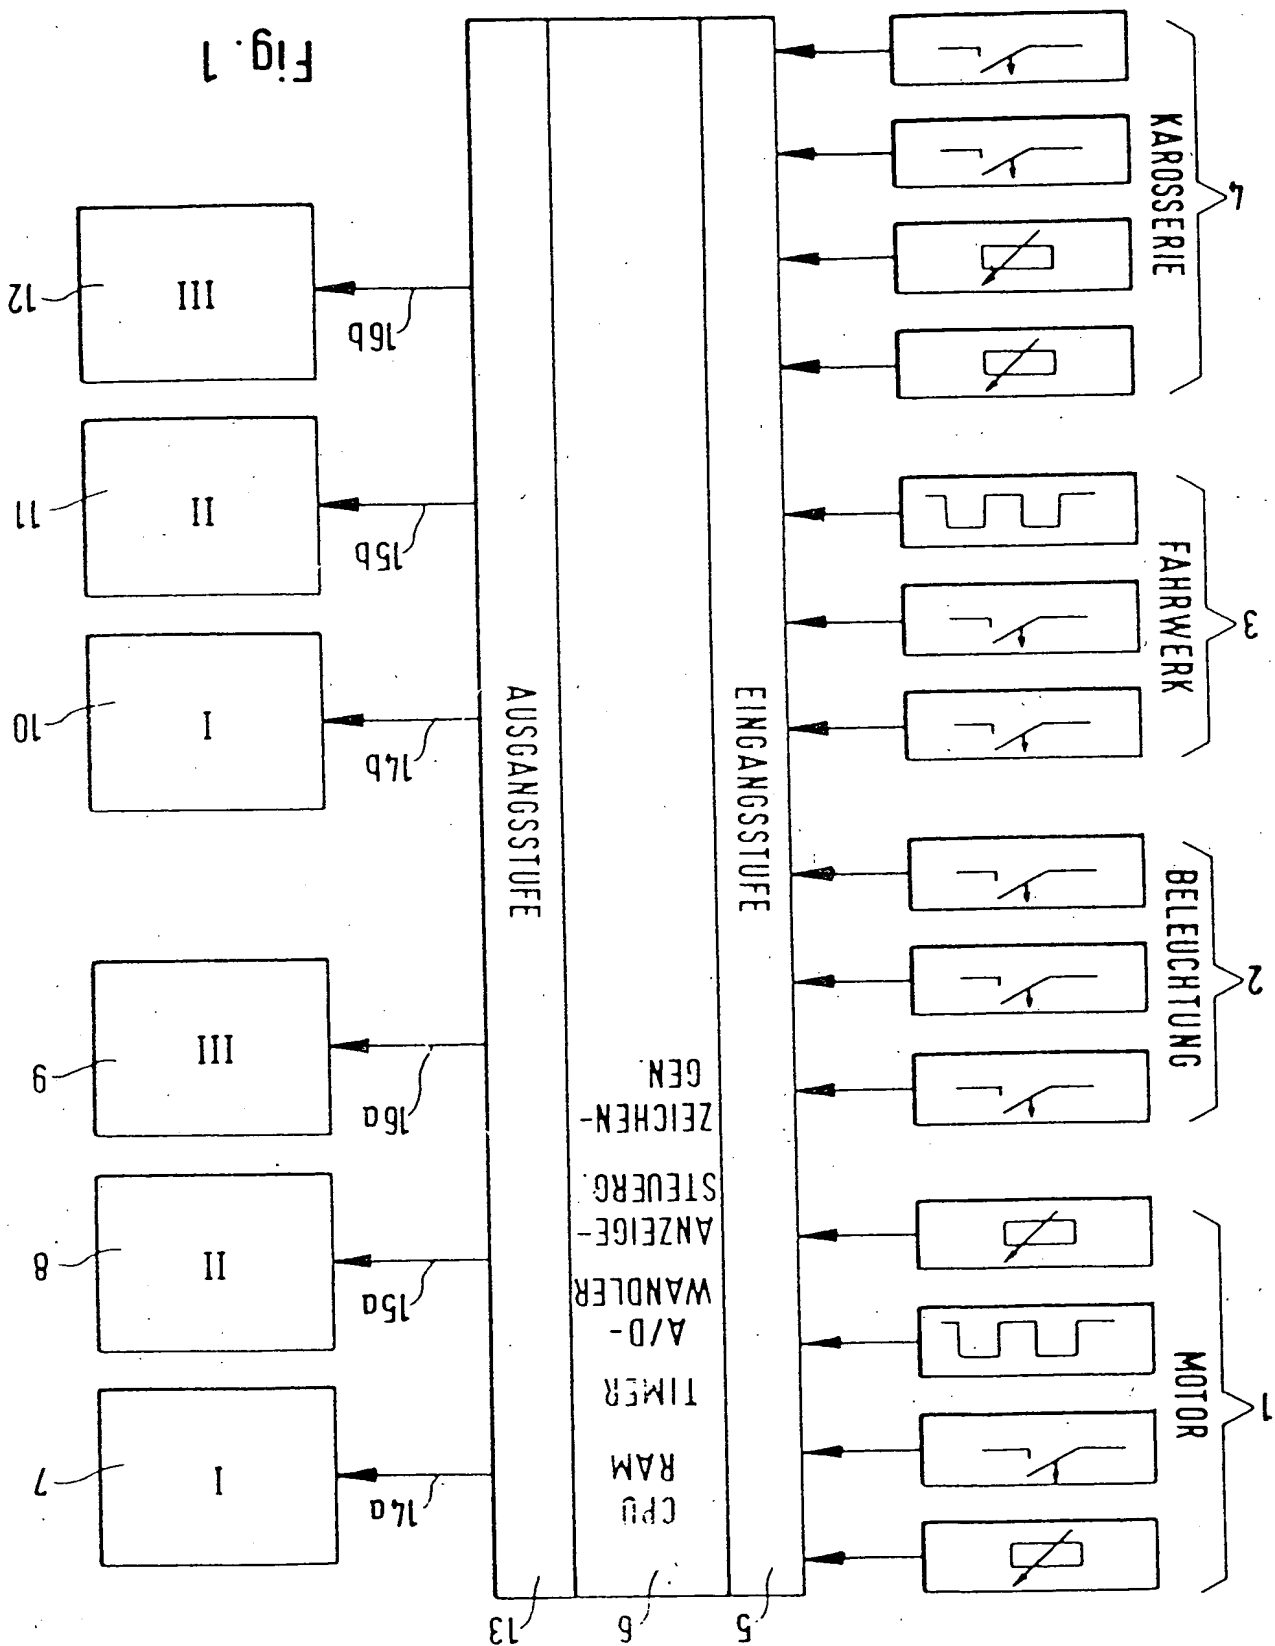 5
6
13
1
MOTOR
2
BELEUCHTUNG
3
FAHRWERK
4
KAROSSERIE
EINGANGSSTUFE
CPU
RAM
TIMER
A/D-
WANDLER
ANZEIGE-
STEUERG.
ZEICHEN-
GEN.
AUSGANGSSTUFE
14a
I
7
15a
II
8
16a
III
9
14b
I
10
15b
II
11
16b
III
12
Fig. 1